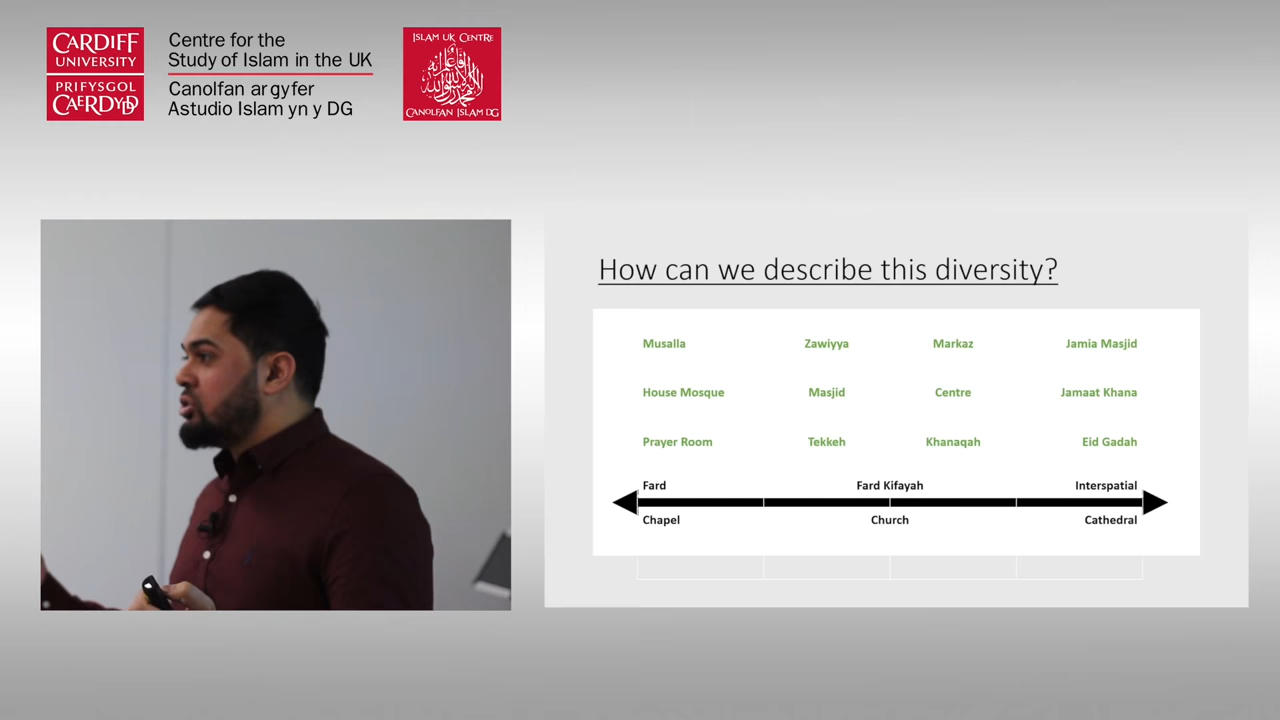 CARDIFF
UNIVERSITY
PRIFYSGOL
CAERDYDD
Centre for the
Study of Islam in the UK
Canolfan ar gyfer
Astudio Islam yn y DG
ISLAM UK CENTRE
CANOLFAN ISLAM DG
How can we describe this diversity?
Musalla Zawiyya Markaz Jamia Masjid
House Mosque Masjid Centre Jamaat Khana
Prayer Room Tekkeh Khanaqah Eid Gadah
Fard Fard Kifayah Interspatial
Chapel Church Cathedral